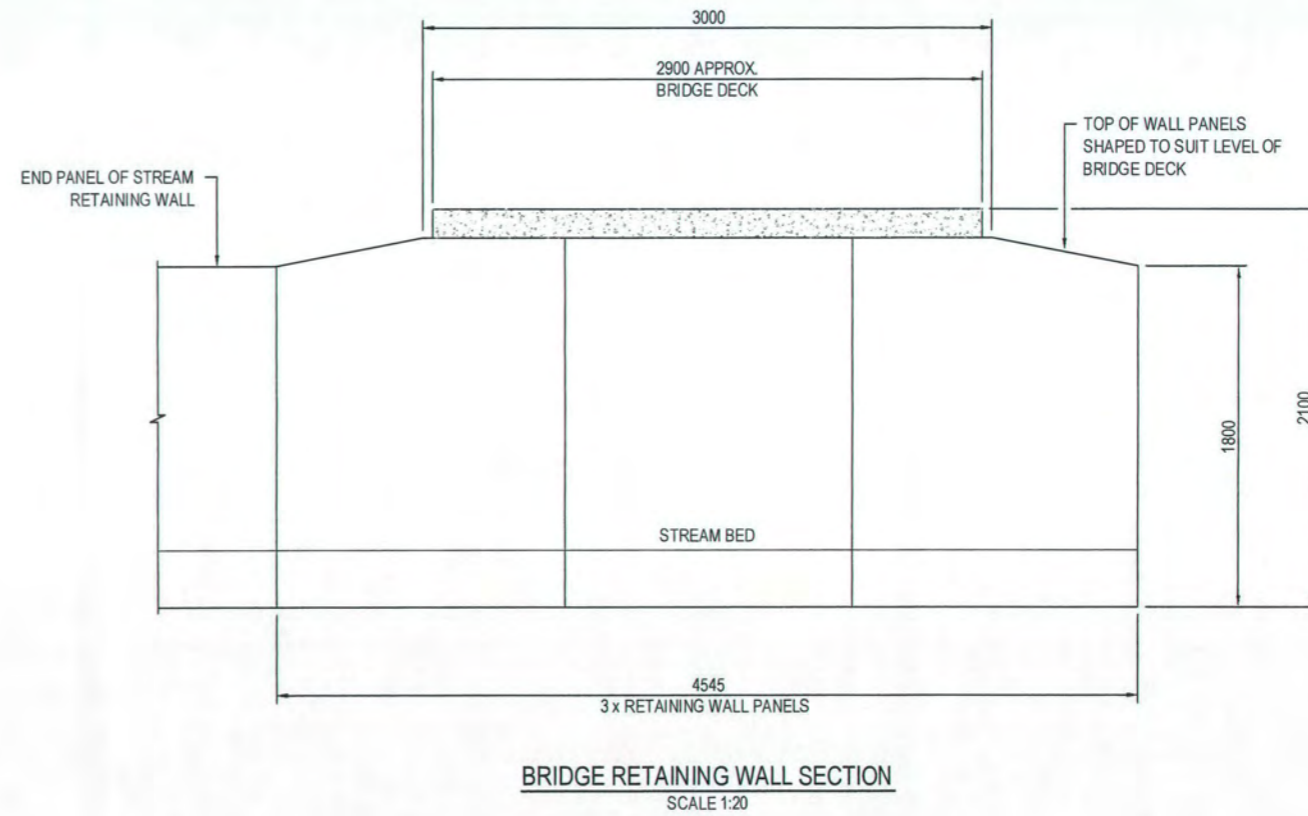 3000
2900 APPROX.
BRIDGE DECK
TOP OF WALL PANELS
SHAPED TO SUIT LEVEL OF
BRIDGE DECK
END PANEL OF STREAM
RETAINING WALL
1800
2100
STREAM BED
4545
3 x RETAINING WALL PANELS
BRIDGE RETAINING WALL SECTION
SCALE 1:20